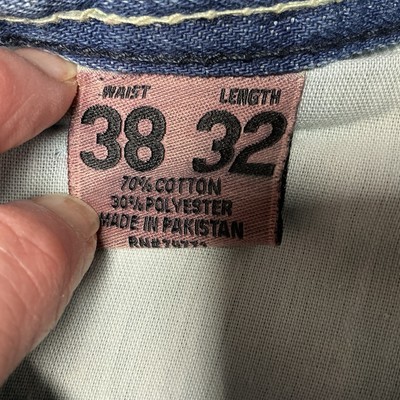 WAIST LENGTH
38 32
70% COTTON
30% POLYESTER
MADE IN PAKISTAN